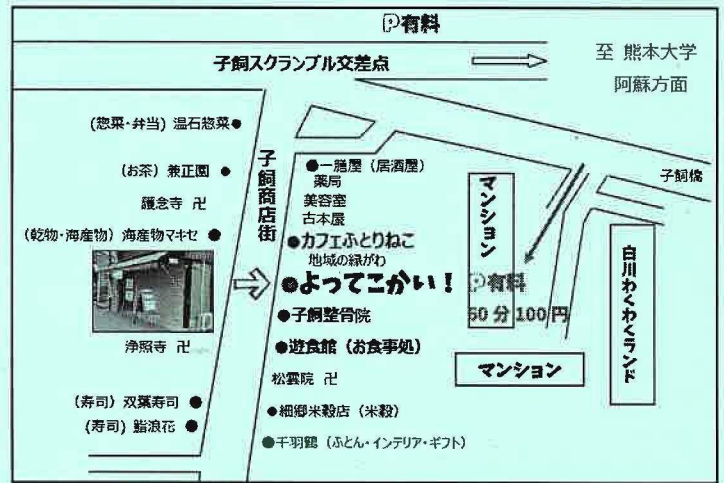 Ⓟ有料
子飼スクランブル交差点
至 熊本大学
阿蘇方面
子飼橋
(惣菜・弁当) 温石惣菜●
(お茶) 兼正園 ●
護念寺 卍
(乾物・海産物) 海産物マキセ ●
浄照寺 卍
(寿司) 双葉寿司 ●
(寿司) 鮨浪花 ●
子飼商店街
●一膳屋 (居酒屋)
薬局
美容室
古本屋
●カフェふとりねこ
地域の縁がわ
●よってこかい!
●子飼整骨院
●遊食館 (お食事処)
松雲院 卍
●細郷米穀店 (米穀)
●千羽鶴 (ふとん・インテリア・ギフト)
マンション
Ⓟ有料
60分100円
マンション
白川わくわくランド